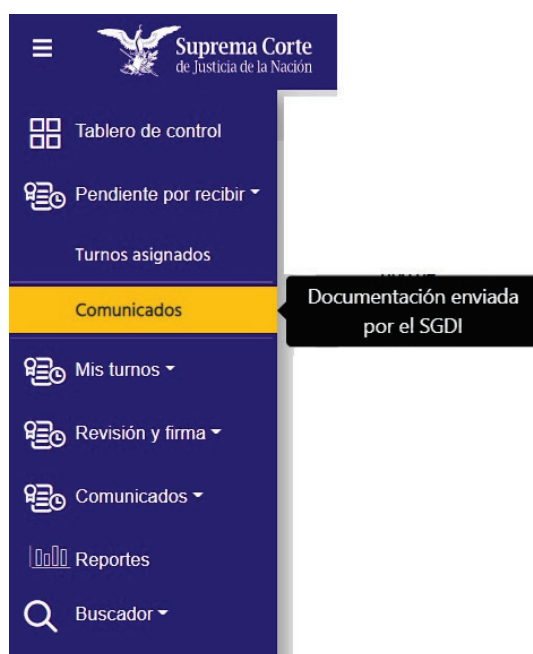 Suprema Corte
de Justicia de la Nación
Tablero de control
Pendiente por recibir
Turnos asignados
Comunicados
Documentación enviada
por el SGDI
Mis turnos
Revisión y firma
Comunicados
Reportes
Buscador